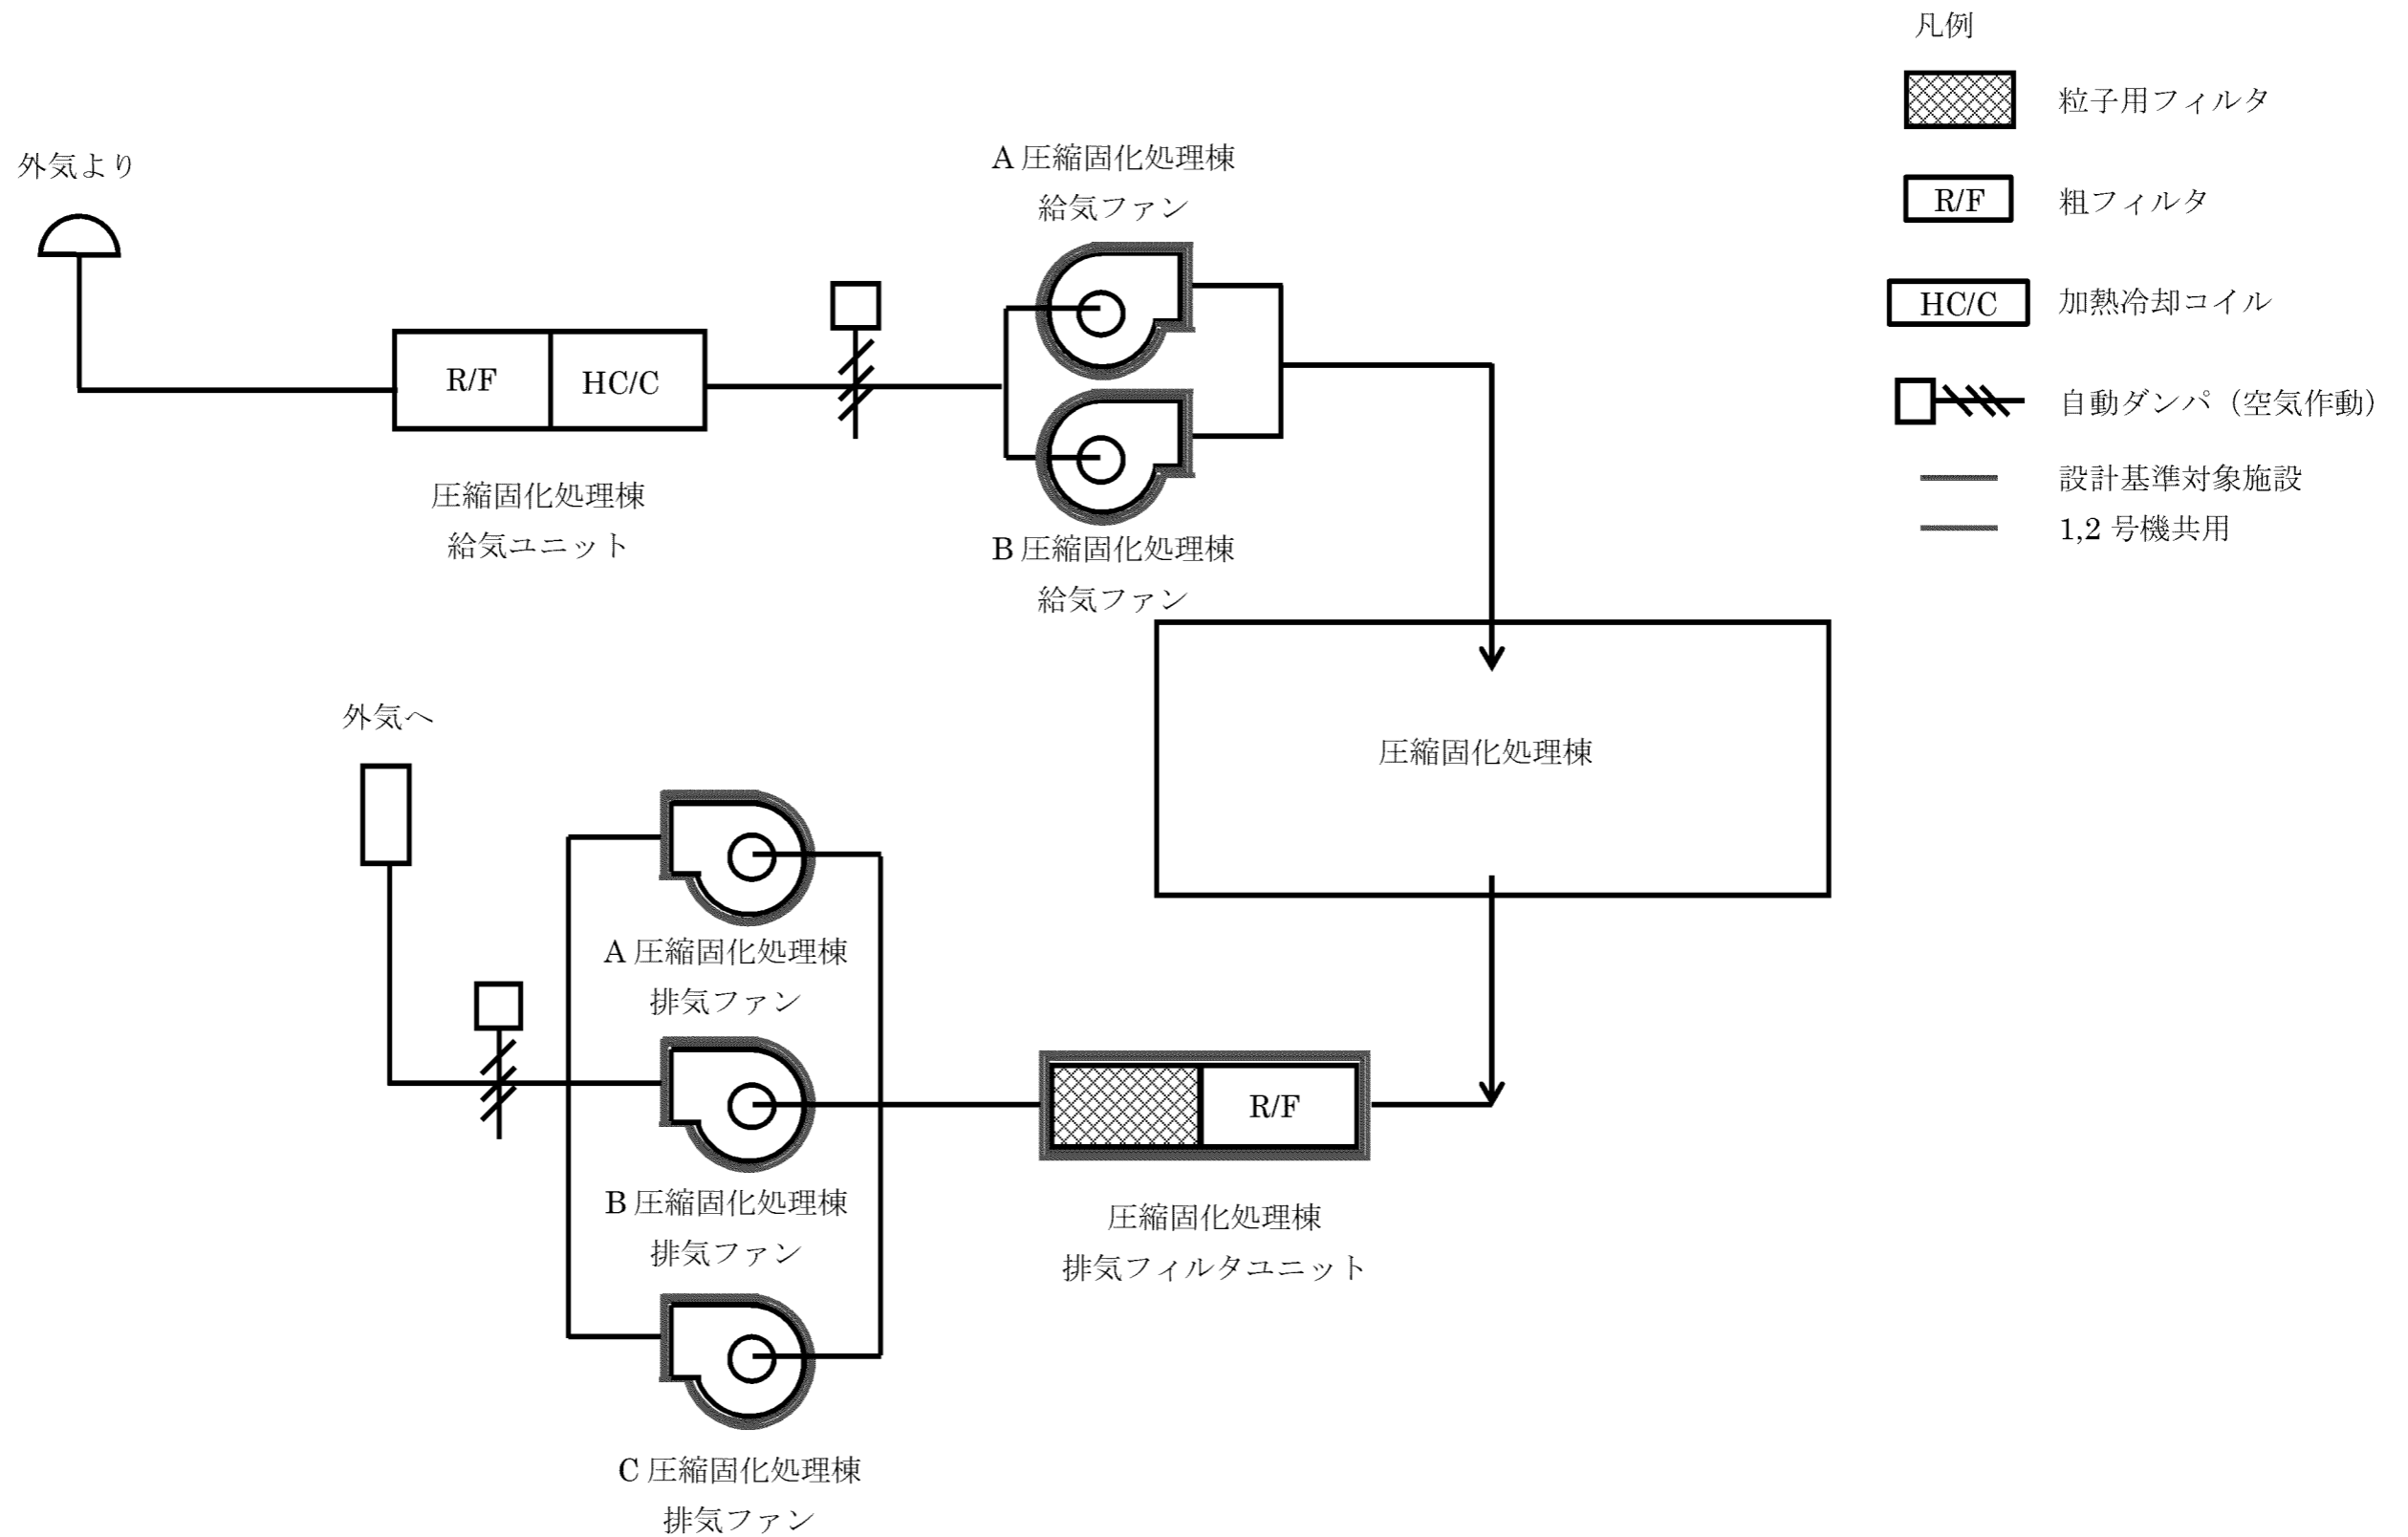 凡例
粒子用フィルタ
R/F 粗フィルタ
HC/C 加熱冷却コイル
自動ダンパ（空気作動）
設計基準対象施設
1,2 号機共用
外気より
R/F
HC/C
圧縮固化処理棟
給気ユニット
A 圧縮固化処理棟
給気ファン
B 圧縮固化処理棟
給気ファン
圧縮固化処理棟
外気へ
A 圧縮固化処理棟
排気ファン
B 圧縮固化処理棟
排気ファン
C 圧縮固化処理棟
排気ファン
R/F
圧縮固化処理棟
排気フィルタユニット